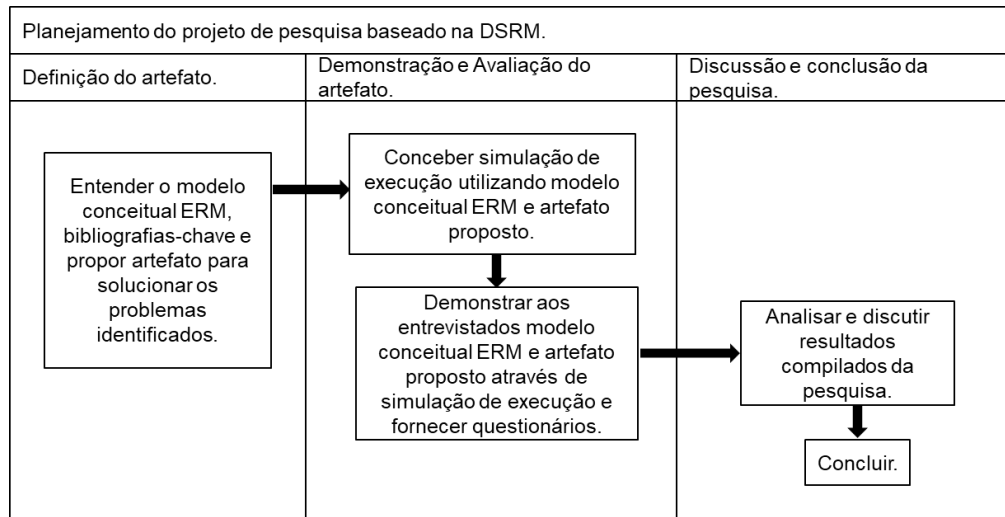 Planejamento do projeto de pesquisa baseado na DSRM.
Definição do artefato.
Demonstração e Avaliação do
artefato.
Discussão e conclusão da
pesquisa.
Entender o modelo
conceitual ERM,
bibliografias-chave e
propor artefato para
solucionar os
problemas
identificados.
Conceber simulação de
execução utilizando modelo
conceitual ERM e artefato
proposto.
Demonstrar aos
entrevistados modelo
conceitual ERM e artefato
proposto através de
simulação de execução e
fornecer questionários.
Analisar e discutir
resultados
compilados da
pesquisa.
Concluir.